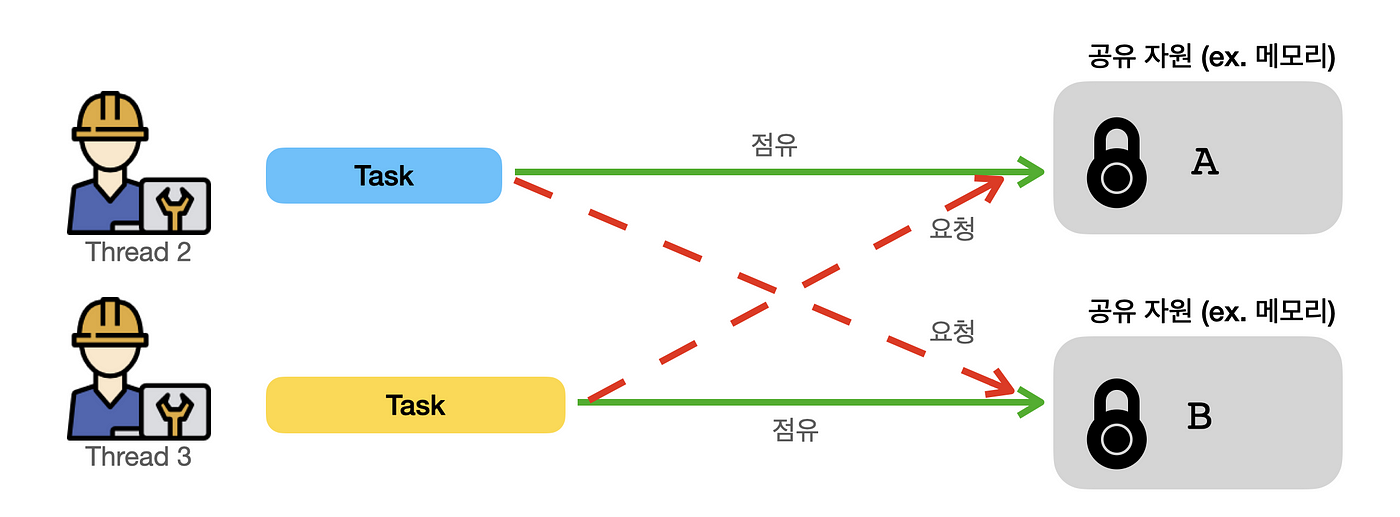 공유 자원 (ex. 메모리)
점유
Task
A
요청
Thread 2
공유 자원 (ex. 메모리)
요청
Task
B
점유
Thread 3